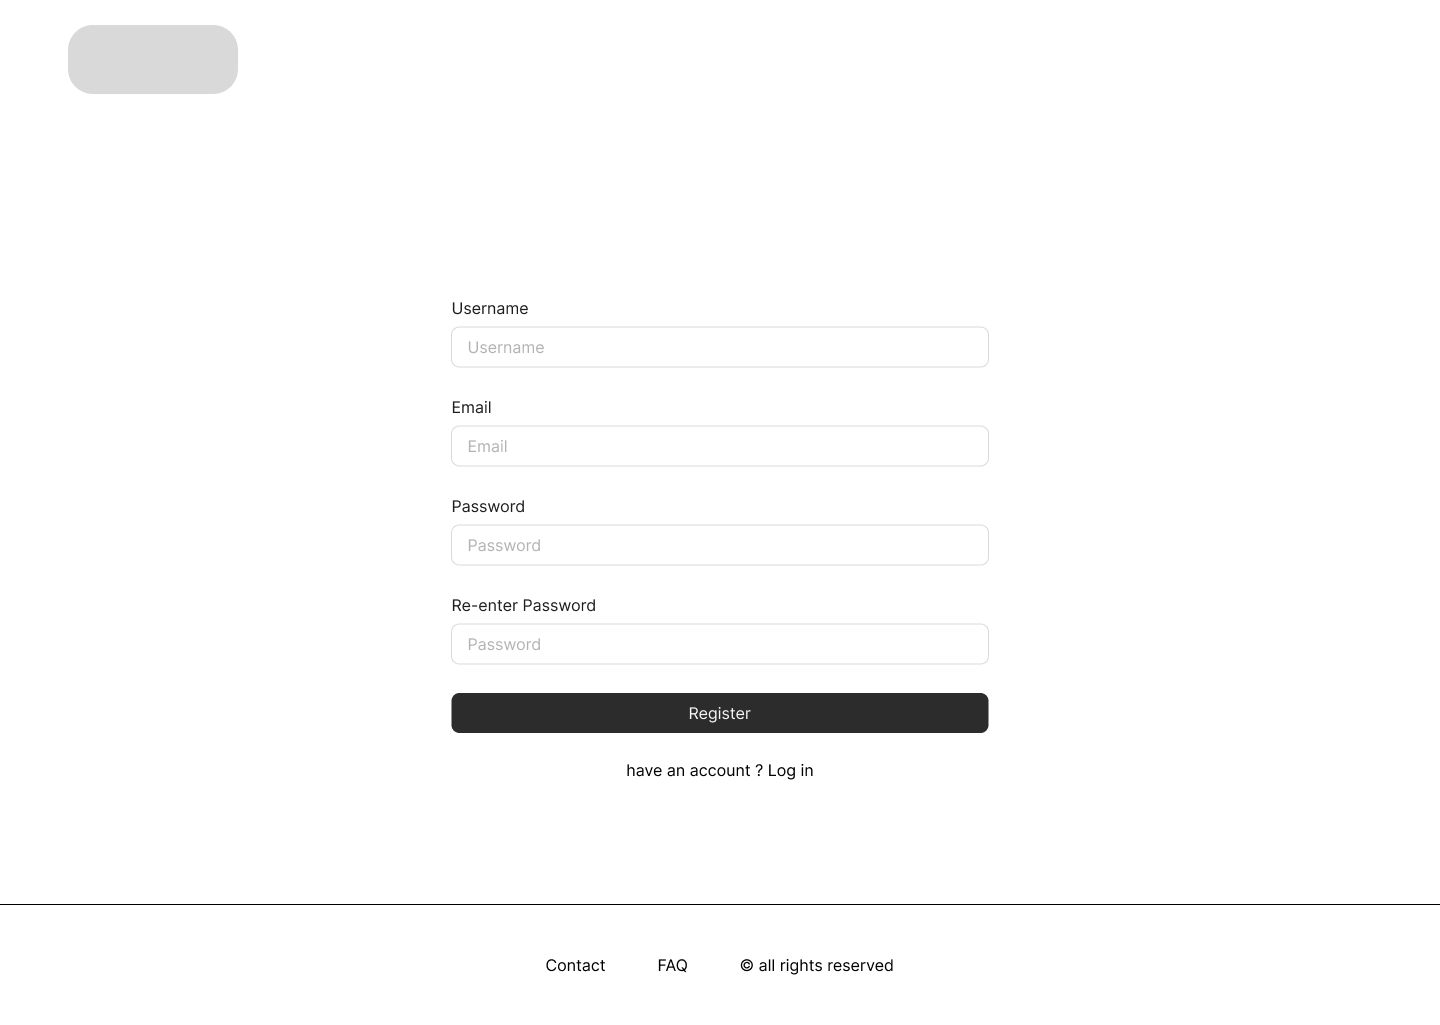 Username
Username
Email
Email
Password
Password
Re-enter Password
Password
Register
have an account ? Log in
Contact FAQ © all rights reserved